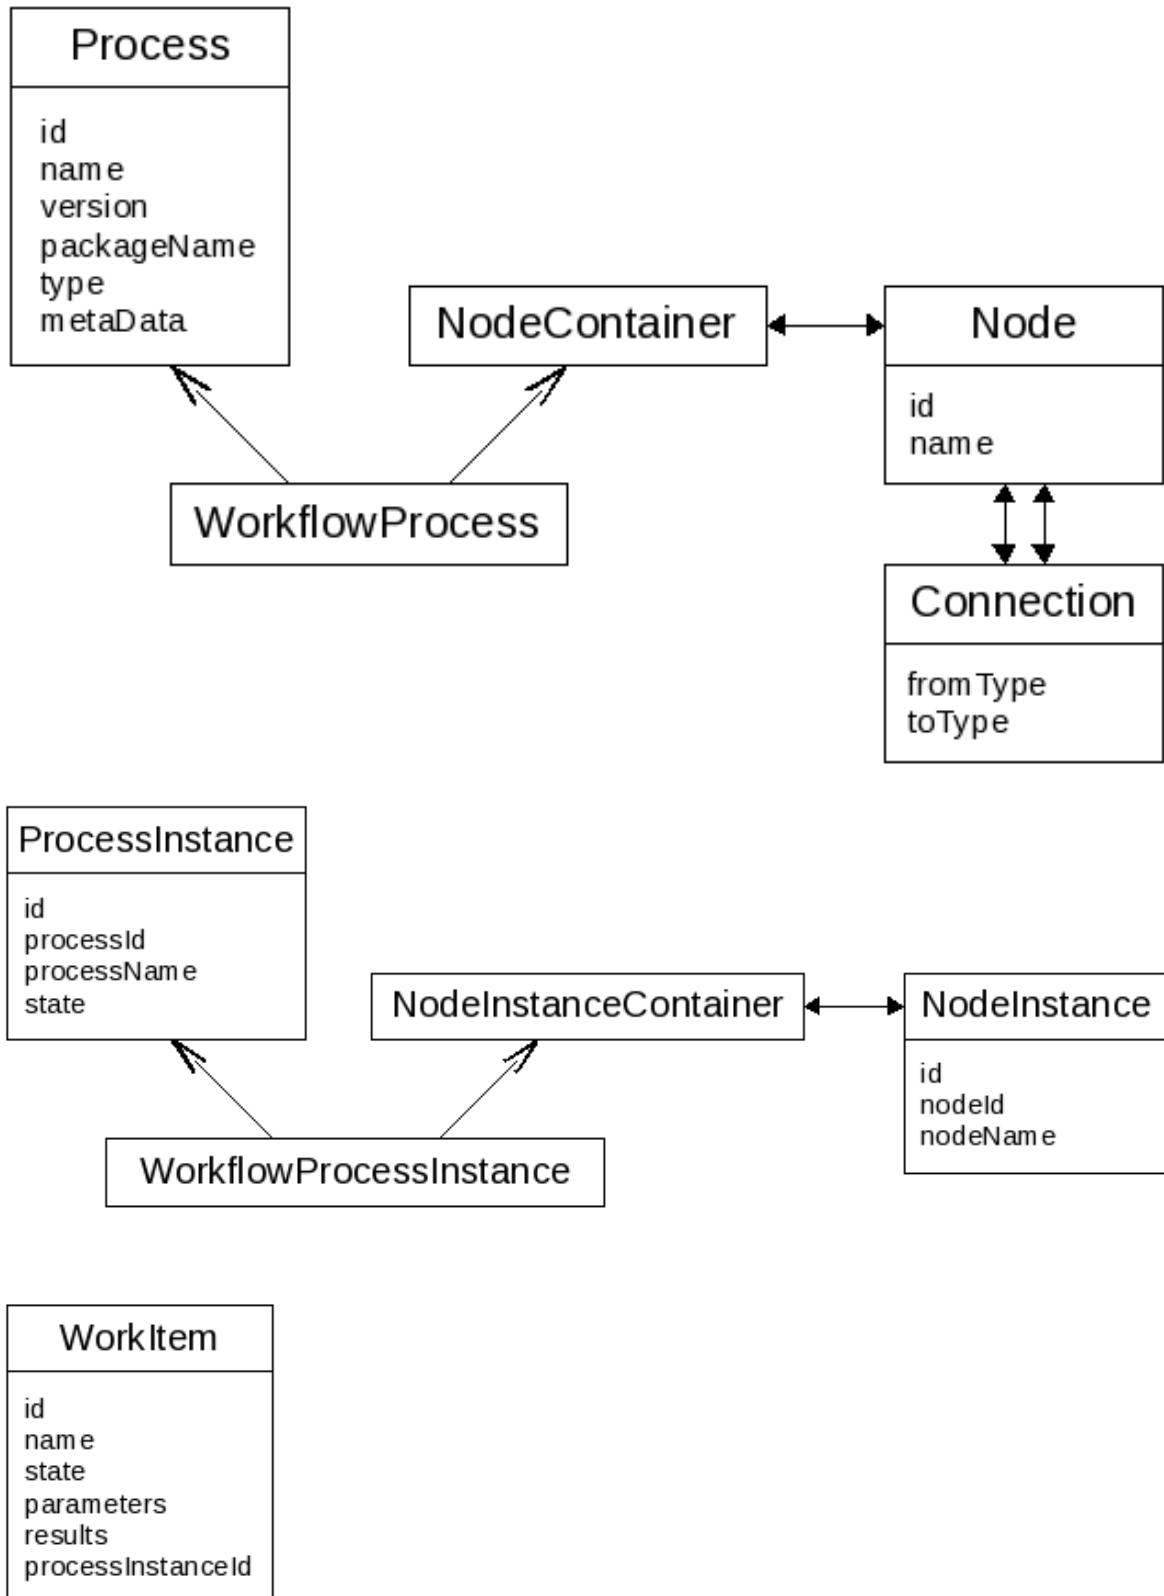 Process
id
name
version
packageName
type
metaData
NodeContainer
Node
id
name
WorkflowProcess
Connection
fromType
toType
ProcessInstance
id
processId
processName
state
NodeInstanceContainer
NodeInstance
id
nodeId
nodeName
WorkflowProcessInstance
WorkItem
id
name
state
parameters
results
processInstanceId